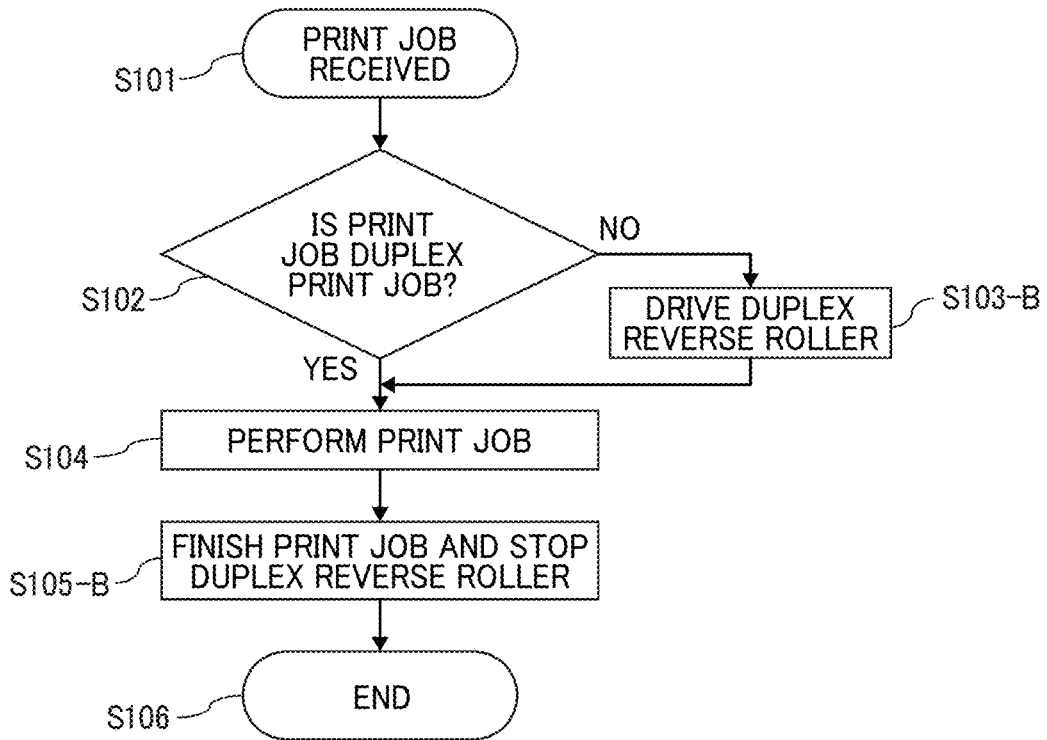 PRINT JOB
RECEIVED
S101
IS PRINT
JOB DUPLEX
PRINT JOB?
S102
NO
DRIVE DUPLEX
REVERSE ROLLER
S103-B
YES
PERFORM PRINT JOB
S104
FINISH PRINT JOB AND STOP
DUPLEX REVERSE ROLLER
S105-B
END
S106